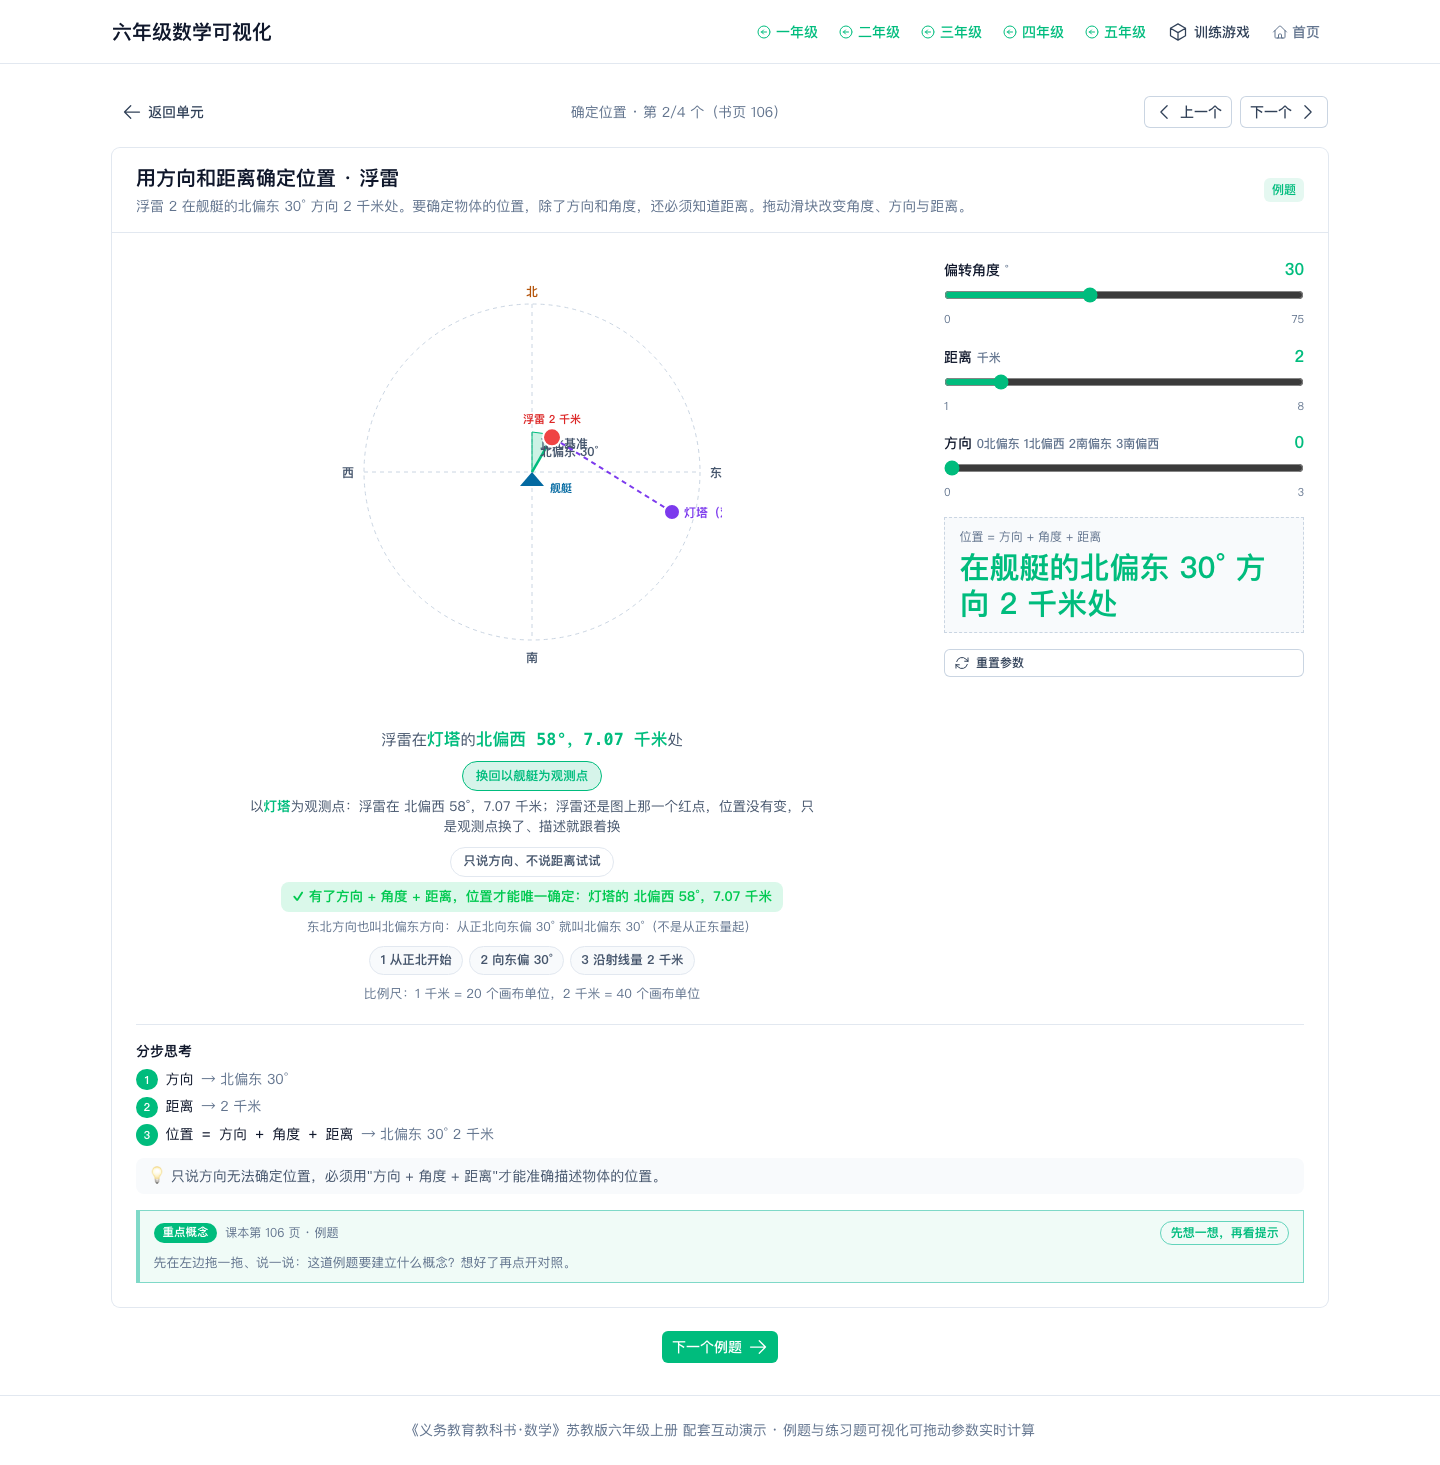 六年级数学可视化
一年级
二年级
三年级
四年级
五年级
训练游戏
首页
返回单元
确定位置 · 第 2/4 个（书页 106）
上一个
下一个
用方向和距离确定位置 · 浮雷
浮雷 2 在舰艇的北偏东 30° 方向 2 千米处。要确定物体的位置，除了方向和角度，还必须知道距离。拖动滑块改变角度、方向与距离。
例题
北
浮雷 2 千米
基准
北偏东 30°
西
东
舰艇
灯塔（
南
偏转角度 °
30
0
75
距离 千米
2
1
8
方向 0北偏东 1北偏西 2南偏东 3南偏西
0
0
3
位置 = 方向 + 角度 + 距离
在舰艇的北偏东 30° 方
向 2 千米处
重置参数
浮雷在灯塔的北偏西 58°，7.07 千米处
换回以舰艇为观测点
以灯塔为观测点：浮雷在 北偏西 58°，7.07 千米；浮雷还是图上那一个红点，位置没有变，只
是观测点换了、描述就跟着换
只说方向、不说距离试试
✓ 有了方向 + 角度 + 距离，位置才能唯一确定：灯塔的 北偏西 58°，7.07 千米
东北方向也叫北偏东方向：从正北向东偏 30° 就叫北偏东 30°（不是从正东量起）
1 从正北开始
2 向东偏 30°
3 沿射线量 2 千米
比例尺：1 千米 = 20 个画布单位，2 千米 = 40 个画布单位
分步思考
1 方向 → 北偏东 30°
2 距离 → 2 千米
3 位置 = 方向 + 角度 + 距离 → 北偏东 30° 2 千米
💡 只说方向无法确定位置，必须用"方向 + 角度 + 距离"才能准确描述物体的位置。
重点概念
课本第 106 页 · 例题
先想一想，再看提示
先在左边拖一拖、说一说：这道例题要建立什么概念？想好了再点开对照。
下一个例题
《义务教育教科书·数学》苏教版六年级上册 配套互动演示 · 例题与练习题可视化可拖动参数实时计算